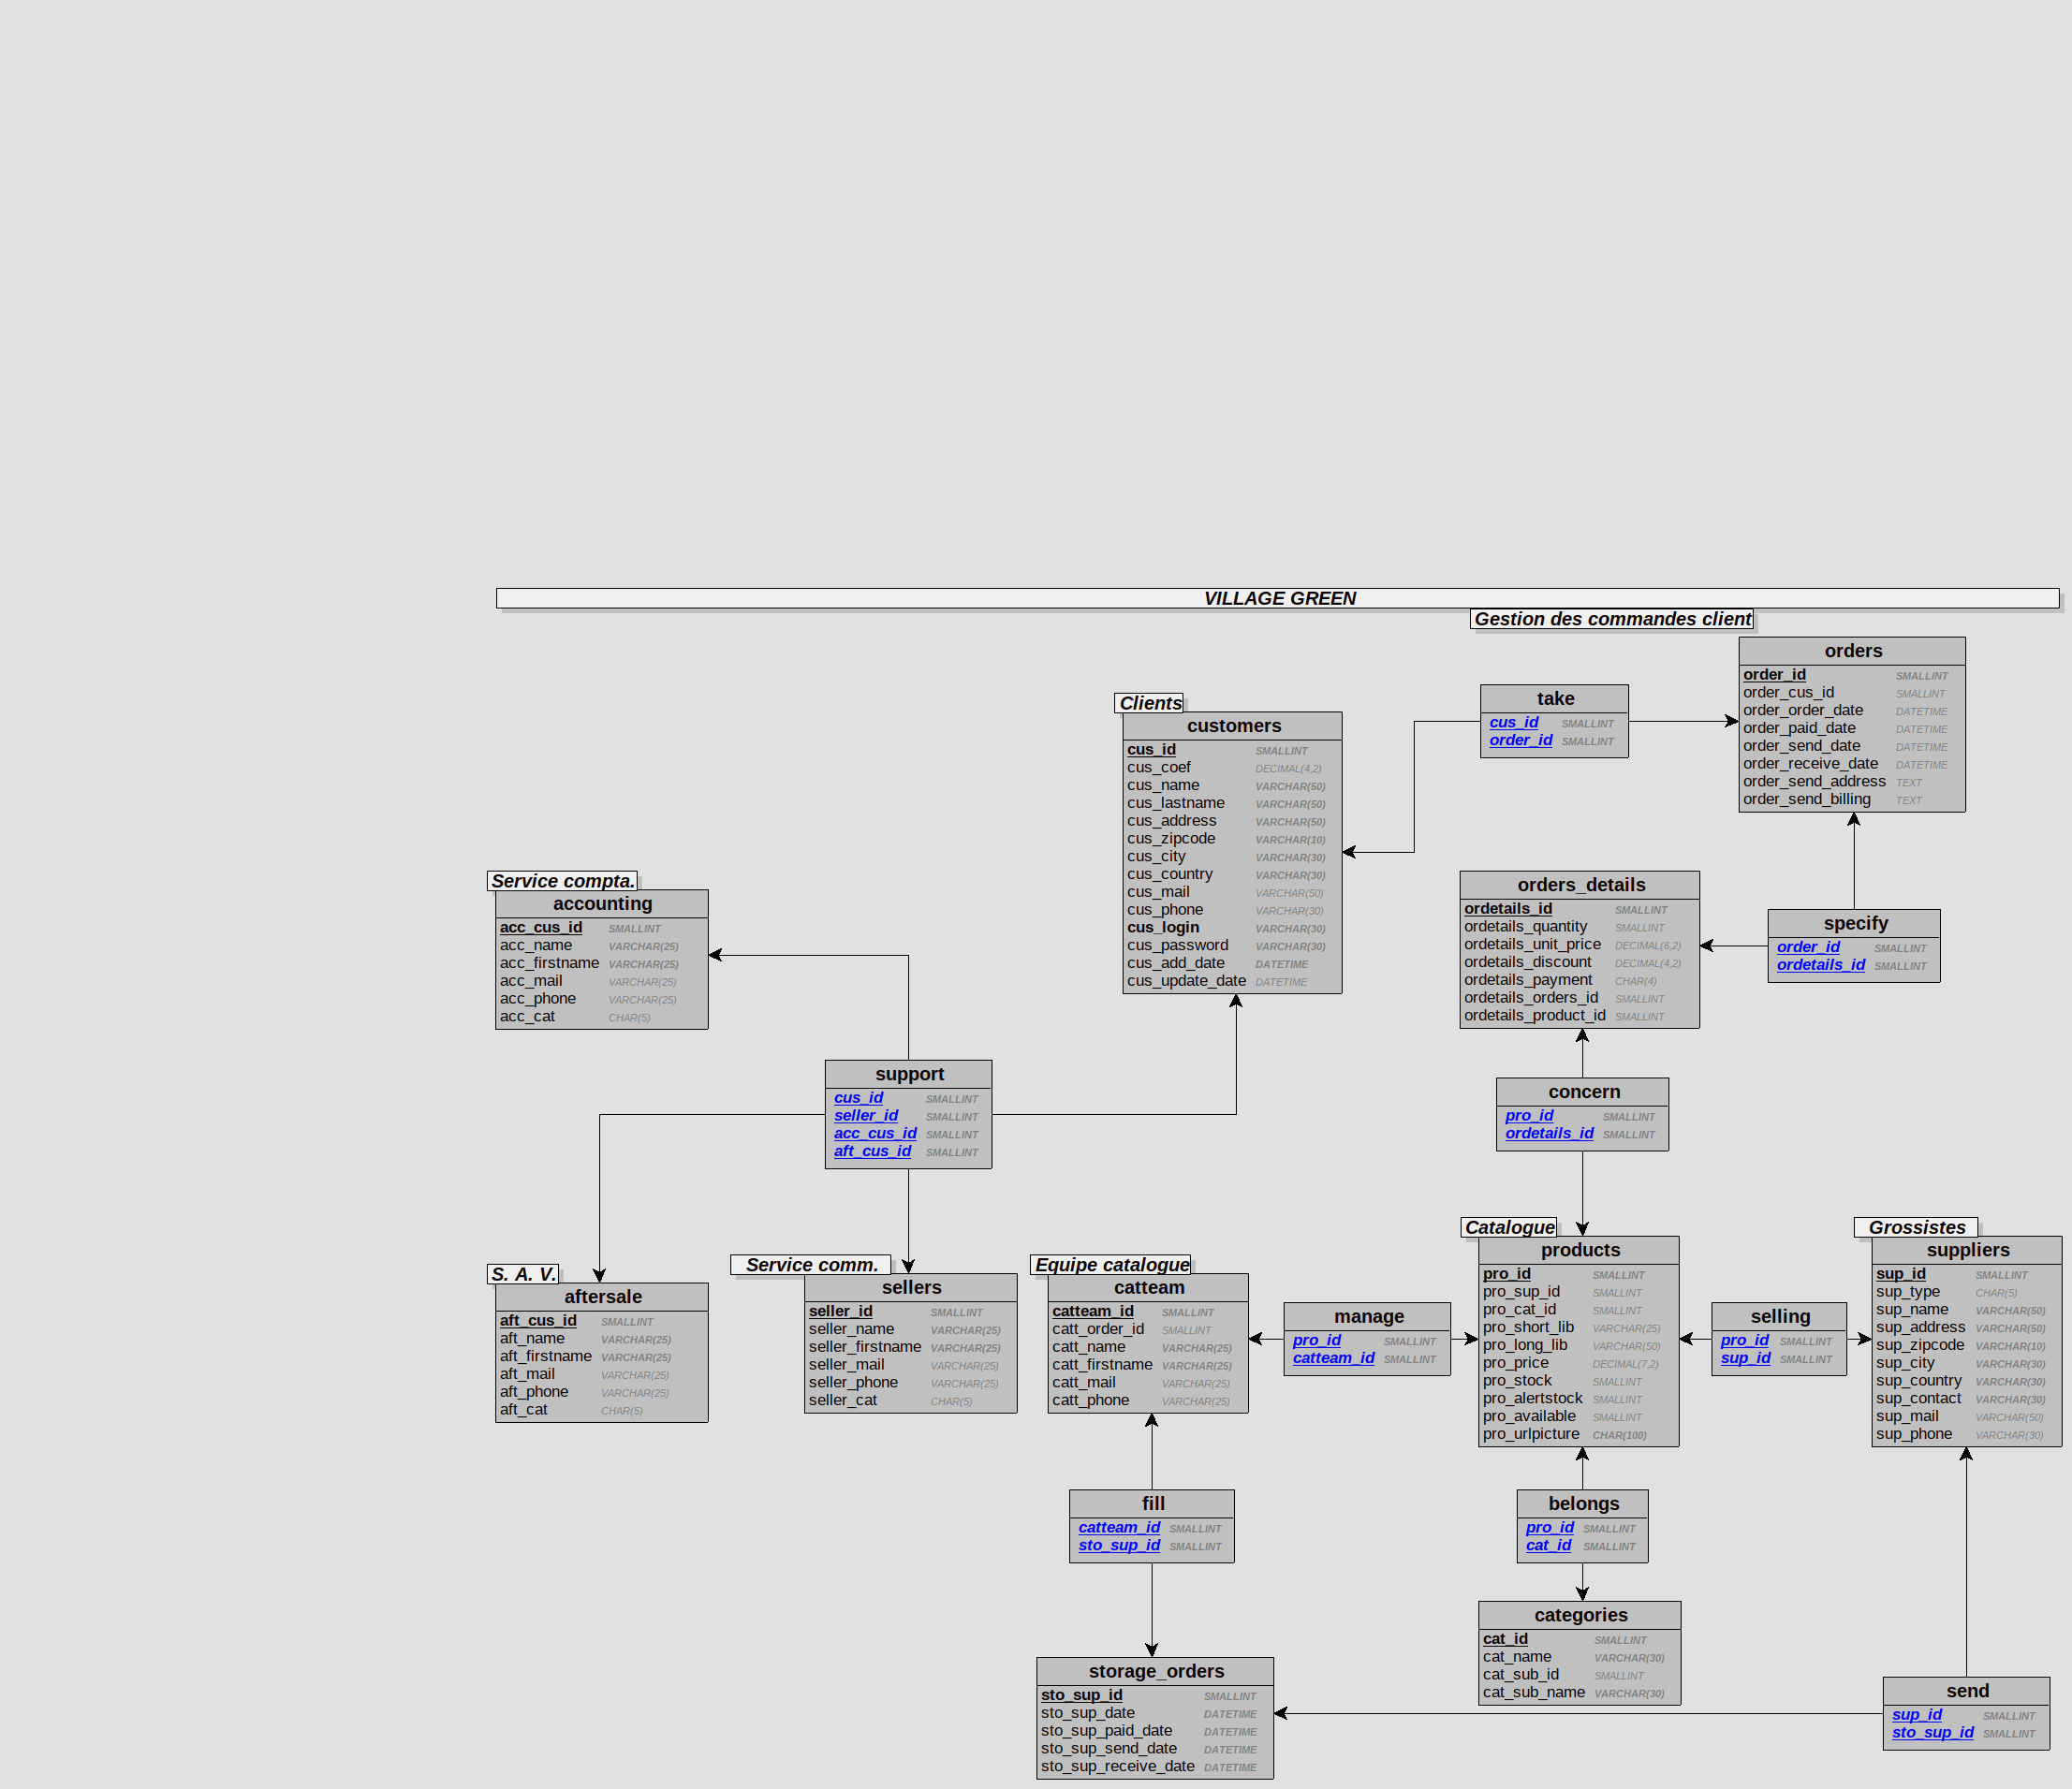 VILLAGE GREEN
Gestion des commandes client
orders
order_id SMALLINT
order_cus_id SMALLINT
order_order_date DATETIME
order_paid_date DATETIME
order_send_date DATETIME
order_receive_date DATETIME
order_send_address TEXT
order_send_billing TEXT
take
cus_id SMALLINT
order_id SMALLINT
Clients
customers
cus_id SMALLINT
cus_coef DECIMAL(4,2)
cus_name VARCHAR(50)
cus_lastname VARCHAR(50)
cus_address VARCHAR(50)
cus_zipcode VARCHAR(10)
cus_city VARCHAR(30)
cus_country VARCHAR(30)
cus_mail VARCHAR(50)
cus_phone VARCHAR(30)
cus_login VARCHAR(30)
cus_password VARCHAR(30)
cus_add_date DATETIME
cus_update_date DATETIME
Service compta.
accounting
acc_cus_id SMALLINT
acc_name VARCHAR(25)
acc_firstname VARCHAR(25)
acc_mail VARCHAR(25)
acc_phone VARCHAR(25)
acc_cat CHAR(5)
orders_details
ordetails_id SMALLINT
ordetails_quantity SMALLINT
ordetails_unit_price DECIMAL(6,2)
ordetails_discount DECIMAL(4,2)
ordetails_payment CHAR(4)
ordetails_orders_id SMALLINT
ordetails_product_id SMALLINT
specify
order_id SMALLINT
ordetails_id SMALLINT
support
cus_id SMALLINT
seller_id SMALLINT
acc_cus_id SMALLINT
aft_cus_id SMALLINT
concern
pro_id SMALLINT
ordetails_id SMALLINT
S. A. V.
aftersale
aft_cus_id SMALLINT
aft_name VARCHAR(25)
aft_firstname VARCHAR(25)
aft_mail VARCHAR(25)
aft_phone VARCHAR(25)
aft_cat CHAR(5)
Service comm.
sellers
seller_id SMALLINT
seller_name VARCHAR(25)
seller_firstname VARCHAR(25)
seller_mail VARCHAR(25)
seller_phone VARCHAR(25)
seller_cat CHAR(5)
Equipe catalogue
catteam
catteam_id SMALLINT
catt_order_id SMALLINT
catt_name VARCHAR(25)
catt_firstname VARCHAR(25)
catt_mail VARCHAR(25)
catt_phone VARCHAR(25)
manage
pro_id SMALLINT
catteam_id SMALLINT
Catalogue
products
pro_id SMALLINT
pro_sup_id SMALLINT
pro_cat_id SMALLINT
pro_short_lib VARCHAR(25)
pro_long_lib VARCHAR(50)
pro_price DECIMAL(7,2)
pro_stock SMALLINT
pro_alertstock SMALLINT
pro_available SMALLINT
pro_urlpicture CHAR(100)
selling
pro_id SMALLINT
sup_id SMALLINT
Grossistes
suppliers
sup_id SMALLINT
sup_type CHAR(5)
sup_name VARCHAR(50)
sup_address VARCHAR(50)
sup_zipcode VARCHAR(10)
sup_city VARCHAR(30)
sup_country VARCHAR(30)
sup_contact VARCHAR(30)
sup_mail VARCHAR(50)
sup_phone VARCHAR(30)
fill
catteam_id SMALLINT
sto_sup_id SMALLINT
belongs
pro_id SMALLINT
cat_id SMALLINT
categories
cat_id SMALLINT
cat_name VARCHAR(30)
cat_sub_id SMALLINT
cat_sub_name VARCHAR(30)
storage_orders
sto_sup_id SMALLINT
sto_sup_date DATETIME
sto_sup_paid_date DATETIME
sto_sup_send_date DATETIME
sto_sup_receive_date DATETIME
send
sup_id SMALLINT
sto_sup_id SMALLINT